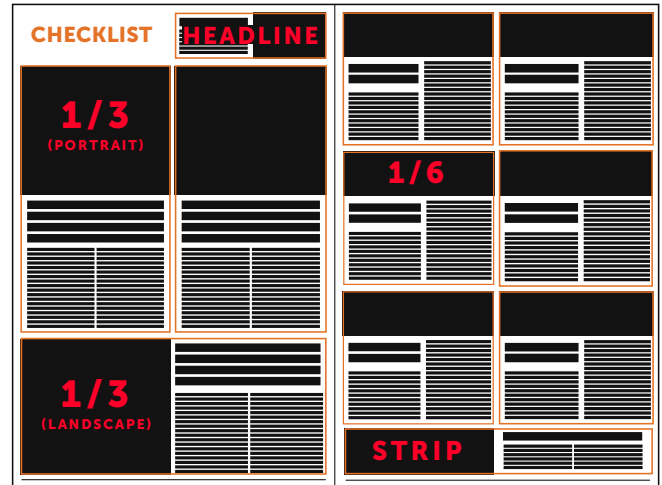 CHECKLIST
HEADLINE
1/3
(PORTRAIT)
1/3
(LANDSCAPE)
1/6
STRIP